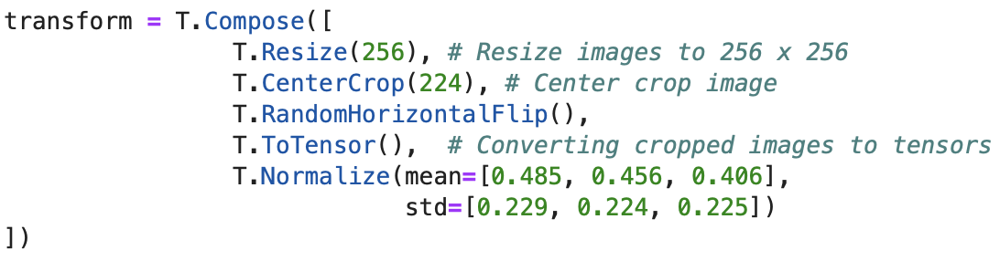 transform = T.Compose([
                T.Resize(256), # Resize images to 256 x 256
                T.CenterCrop(224), # Center crop image
                T.RandomHorizontalFlip(),
                T.ToTensor(),  # Converting cropped images to tensors
                T.Normalize(mean=[0.485, 0.456, 0.406],
                            std=[0.229, 0.224, 0.225])
])